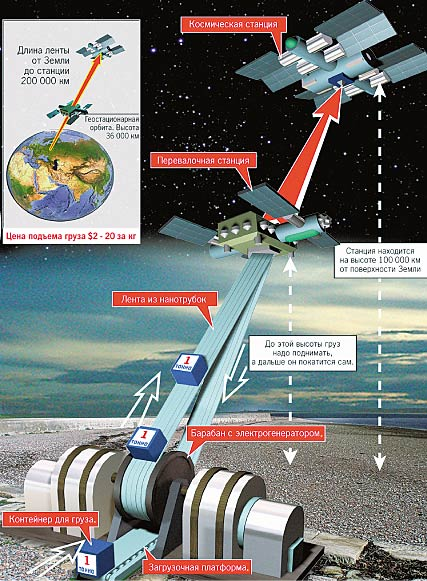 Космическая станция
Длина ленты
от Земли
до станции
200 000 км
Геостационарная
орбита. Высота
36 000 км
Цена подъема груза $2 - 20 за кг
Перевалочная станция
Станция находится
на высоте 100 000 км
от поверхности Земли
Лента из нанотрубок
До этой высоты груз
надо поднимать,
а дальше он покатится сам.
1
тонна
1
тонна
Барабан с электрогенератором.
Контейнер для груза.
1
тонна
Загрузочная платформа.